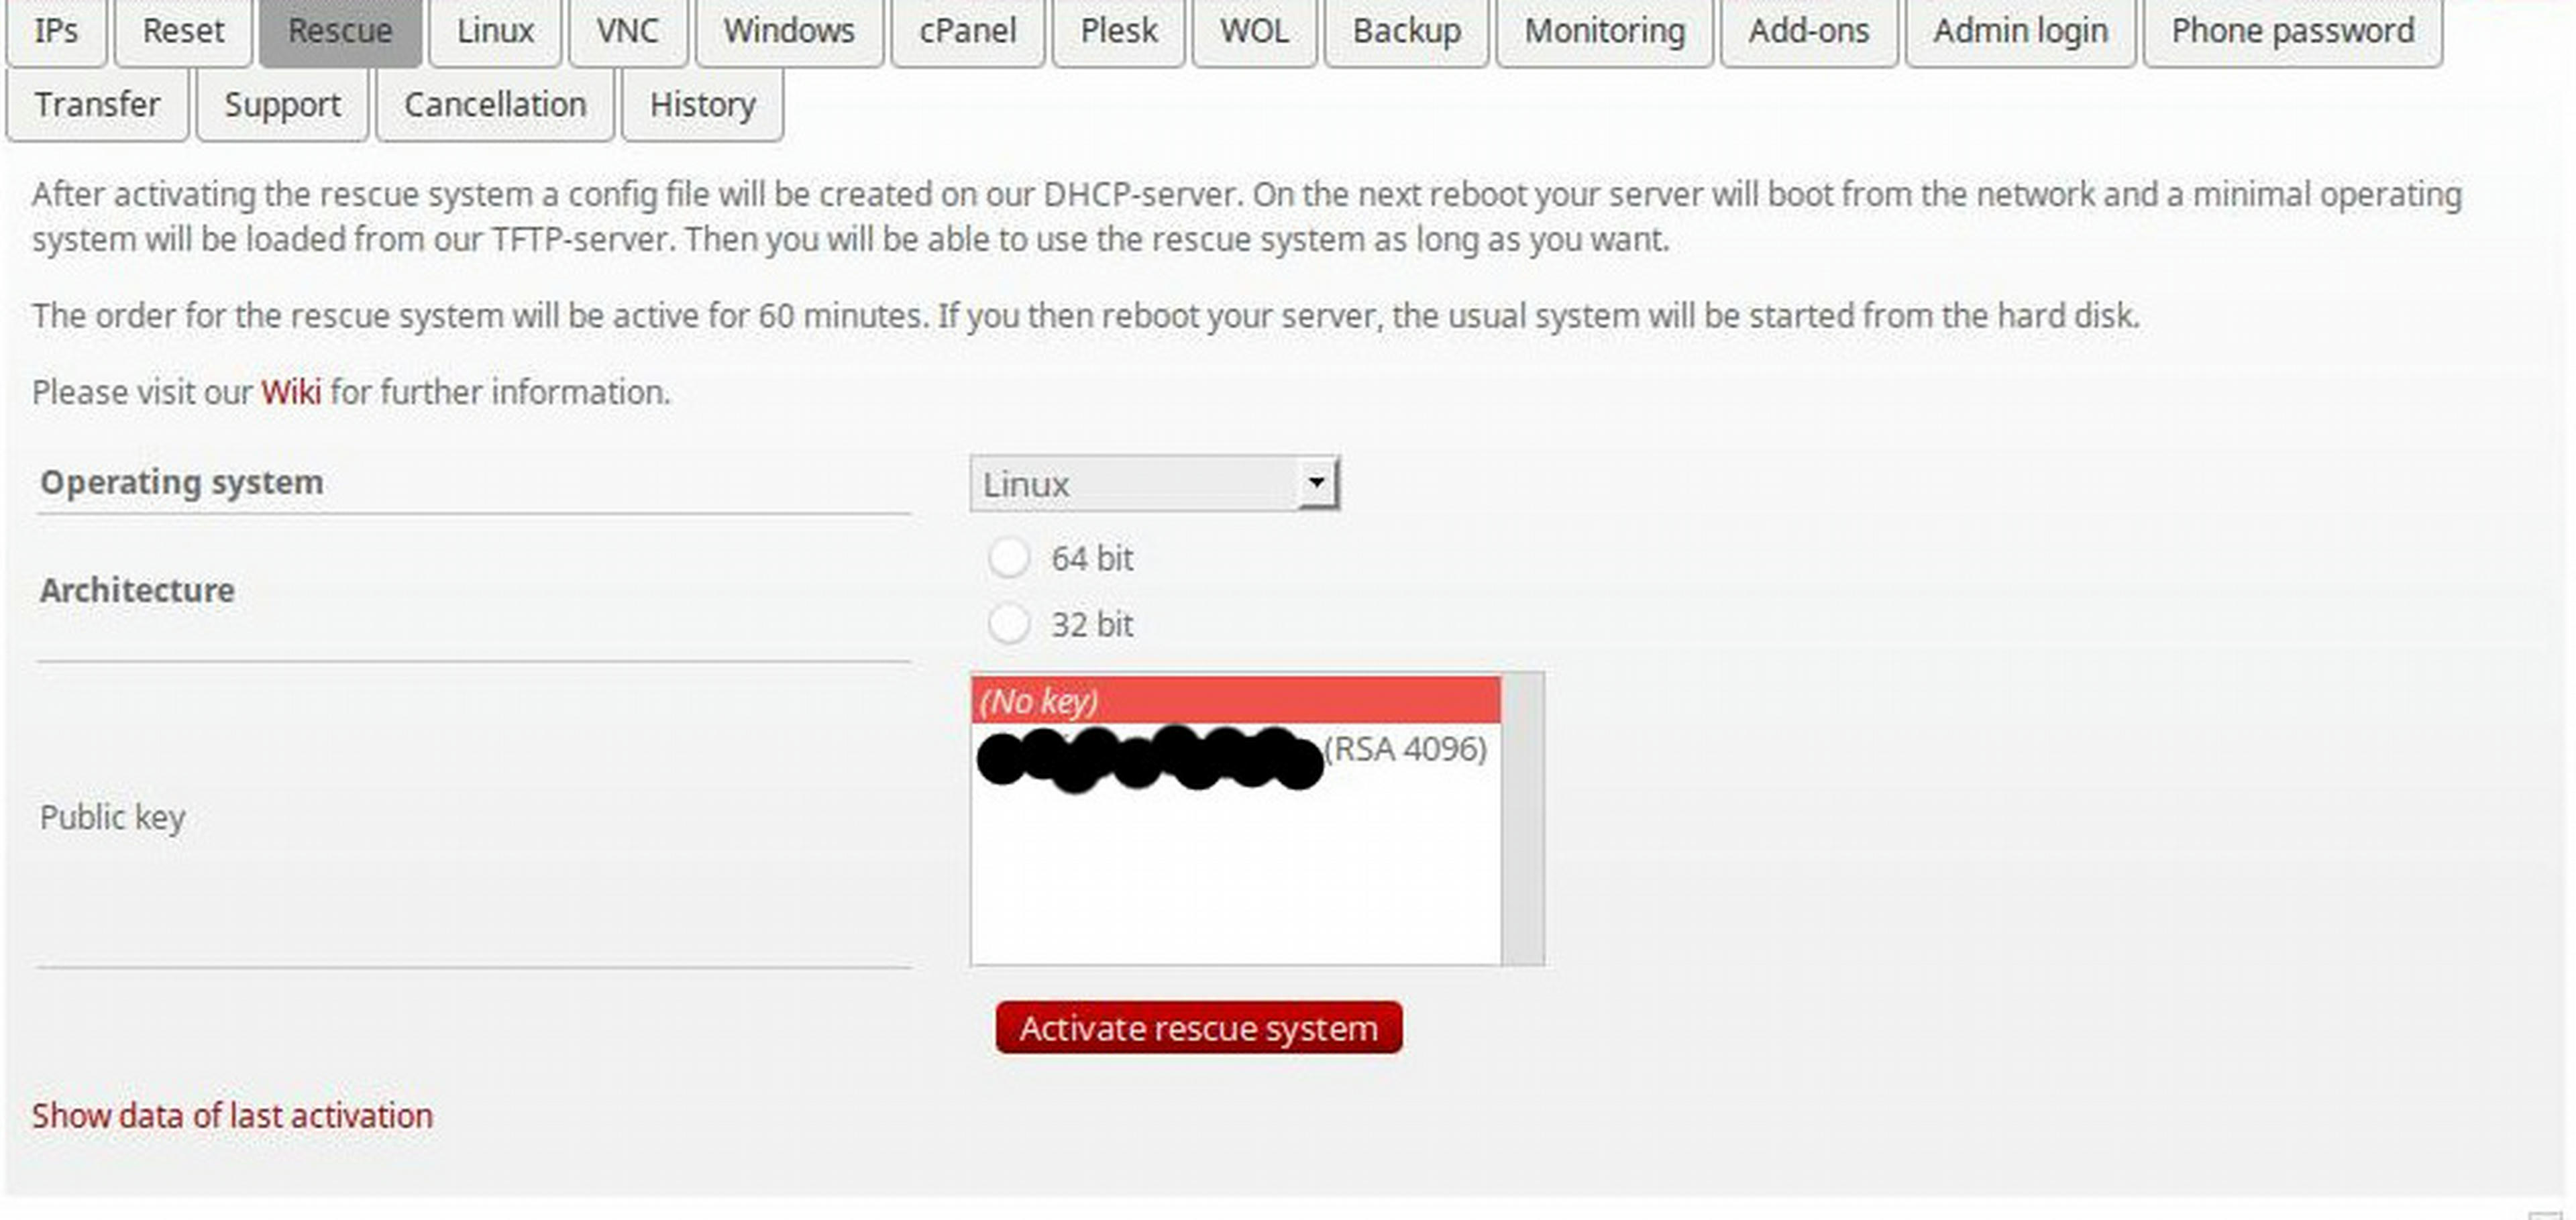 IPs Reset Rescue Linux VNC Windows cPanel Plesk WOL Backup Monitoring Add-ons Admin login Phone password
Transfer Support Cancellation History
After activating the rescue system a config file will be created on our DHCP-server. On the next reboot your server will boot from the network and a minimal operating
system will be loaded from our TFTP-server. Then you will be able to use the rescue system as long as you want.
The order for the rescue system will be active for 60 minutes. If you then reboot your server, the usual system will be started from the hard disk.
Please visit our Wiki for further information.
Operating system Linux
64 bit
Architecture
32 bit
(No key)
(RSA 4096)
Public key
Activate rescue system
Show data of last activation